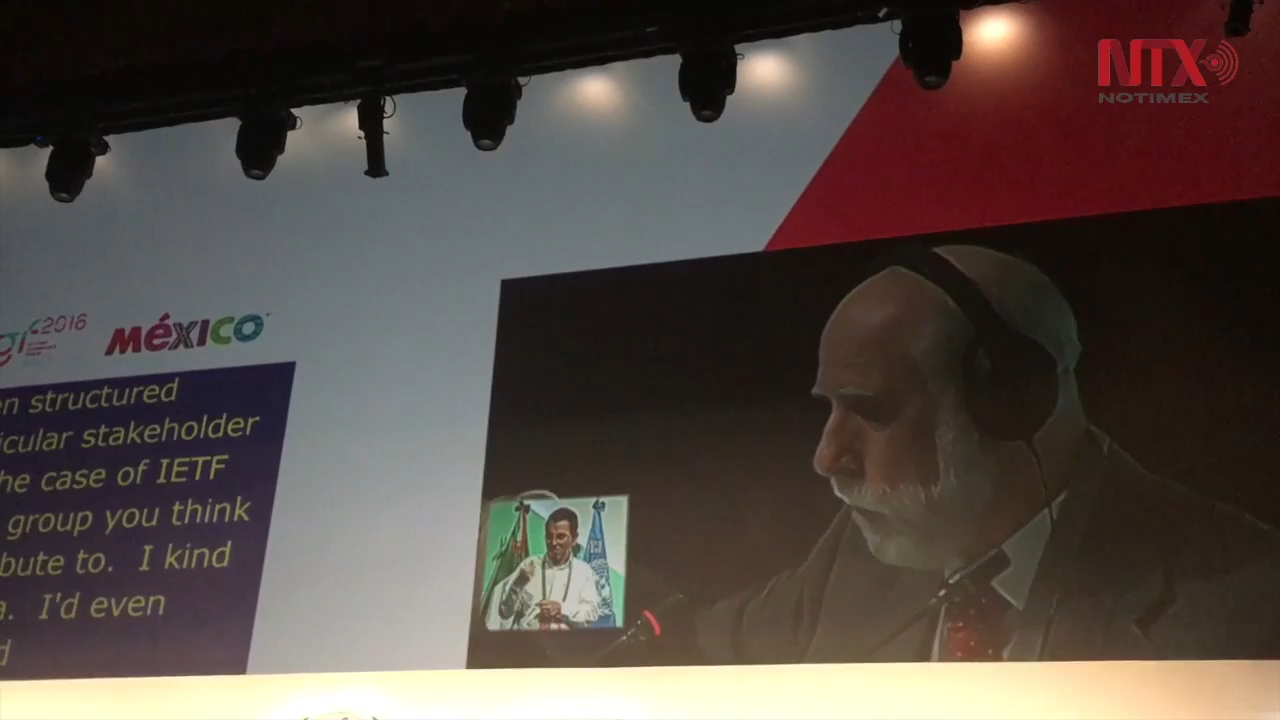 NTX
NOTIMEX
2016
MÉXICO
en structured
icular stakeholder
he case of IETF
group you think
bute to. I kind
a. I'd even
d